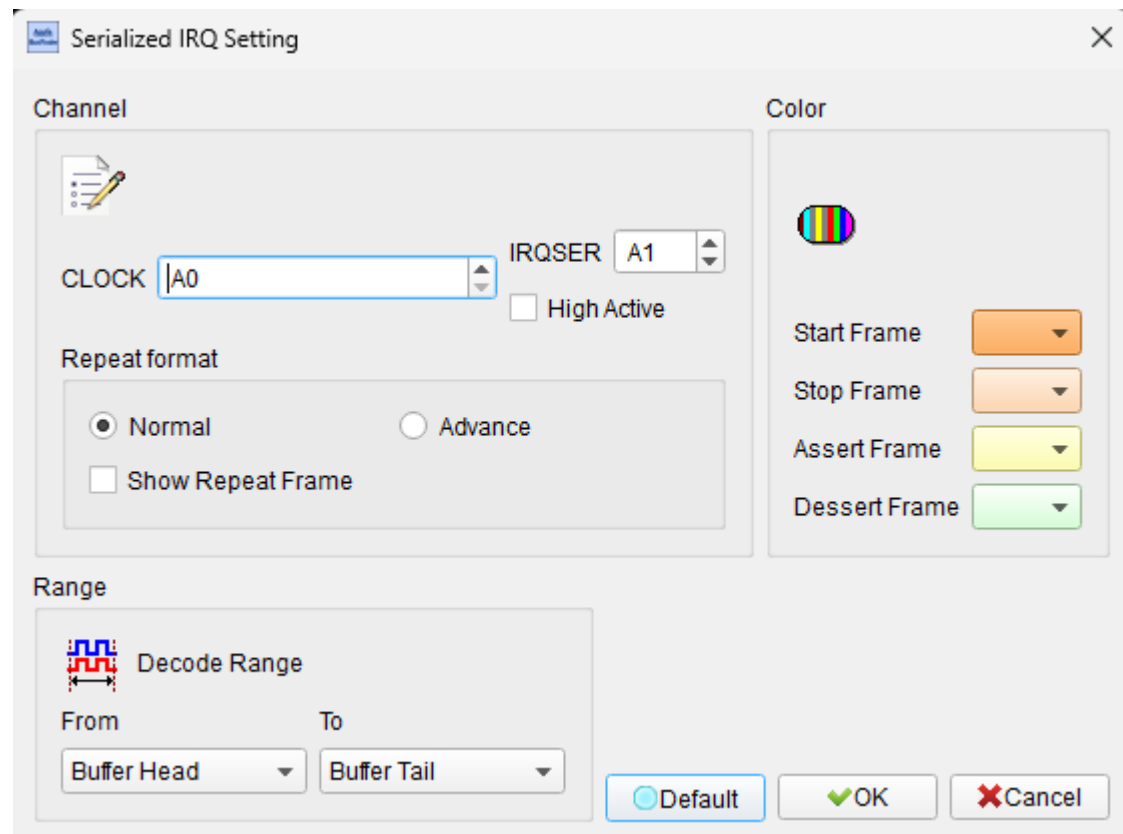 Serialized IRQ Setting
Channel
Color
CLOCK A0
IRQSER A1
High Active
Repeat format
Normal
Advance
Show Repeat Frame
Start Frame
Stop Frame
Assert Frame
Dessert Frame
Range
Decode Range
From
To
Buffer Head
Buffer Tail
Default
OK
Cancel